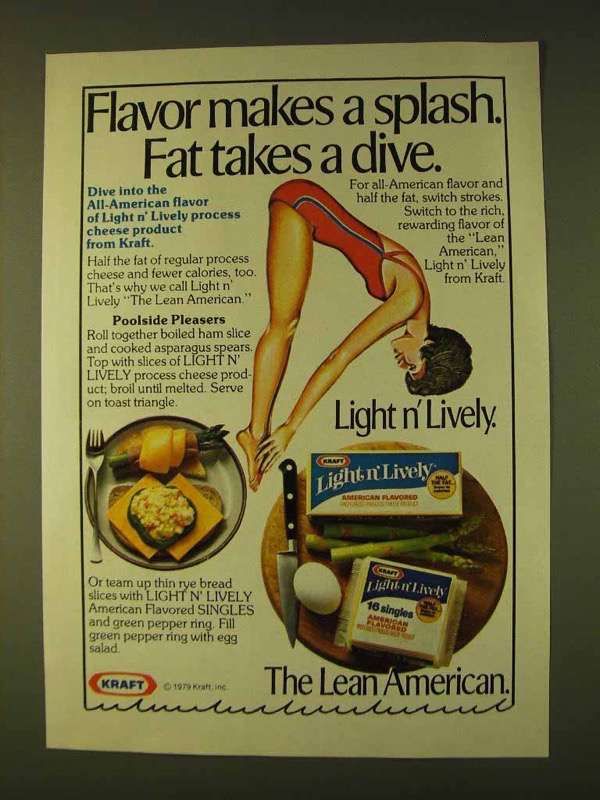 Flavor makes a splash.
Fat takes a dive.
Dive into the
All-American flavor
of Light n' Lively process
cheese product
from Kraft.
Half the fat of regular process
cheese and fewer calories, too.
That's why we call Light n'
Lively "The Lean American."
Poolside Pleasers
Roll together boiled ham slice
and cooked asparagus spears.
Top with slices of LIGHT N'
LIVELY process cheese prod-
uct; broil until melted. Serve
on toast triangle.
For all-American flavor and
half the fat, switch strokes.
Switch to the rich,
rewarding flavor of
the "Lean
American,"
Light n' Lively
from Kraft.
Light n' Lively.
KRAFT
Light n' Lively
HALF
THE FAT
AMERICAN FLAVORED
KRAFT
Light n' Lively
16 singles
AMERICAN
FLAVORED
Or team up thin rye bread
slices with LIGHT N' LIVELY
American Flavored SINGLES
and green pepper ring. Fill
green pepper ring with egg
salad.
KRAFT
© 1979 Kraft, Inc.
The Lean American.